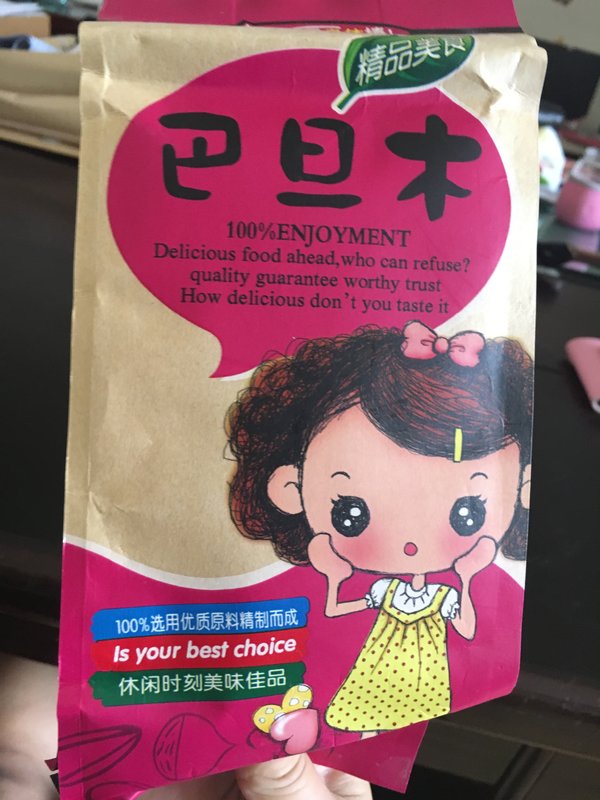 精品美食
巴旦木
100%ENJOYMENT
Delicious food ahead,who can refuse?
quality guarantee worthy trust
How delicious don't you taste it
100%选用优质原料精制而成
Is your best choice
休闲时刻美味佳品